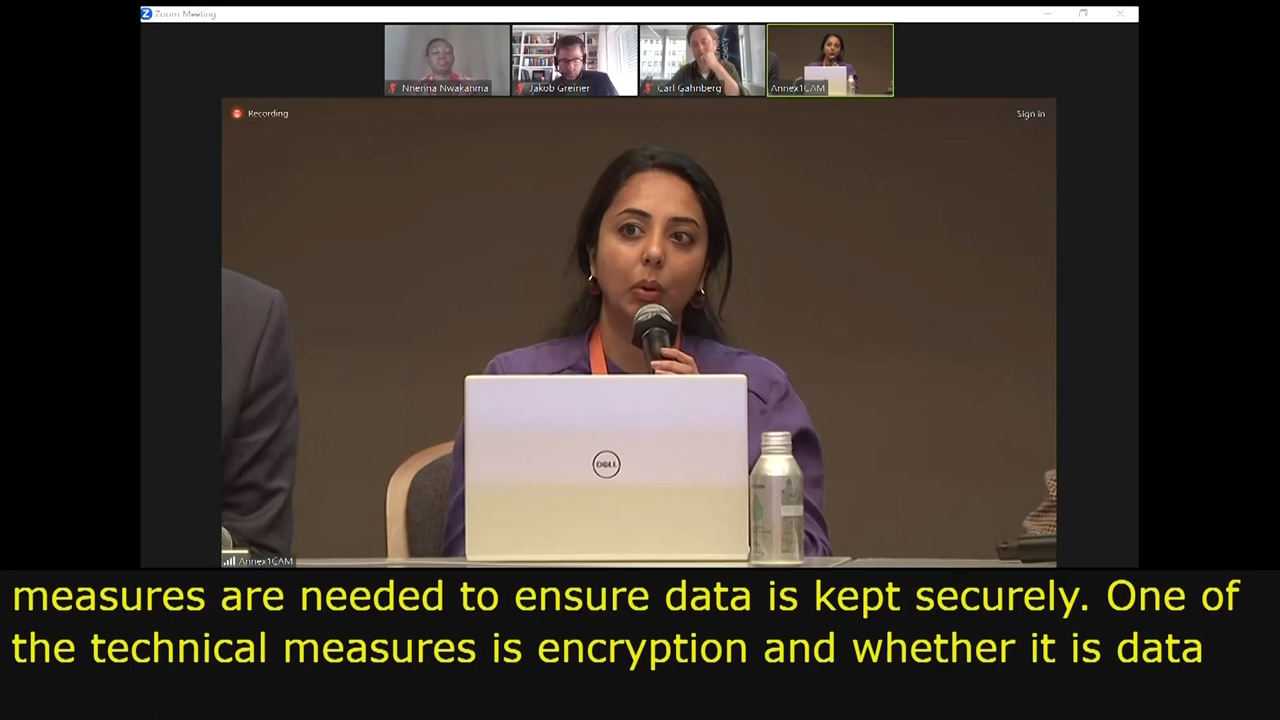 Zoom Meeting
Nnenna Nwakanma
Jakob Greiner
Carl Gahnberg
Annex1CAM
Recording
Sign in
DELL
Annex1CAM
measures are needed to ensure data is kept securely. One of
the technical measures is encryption and whether it is data